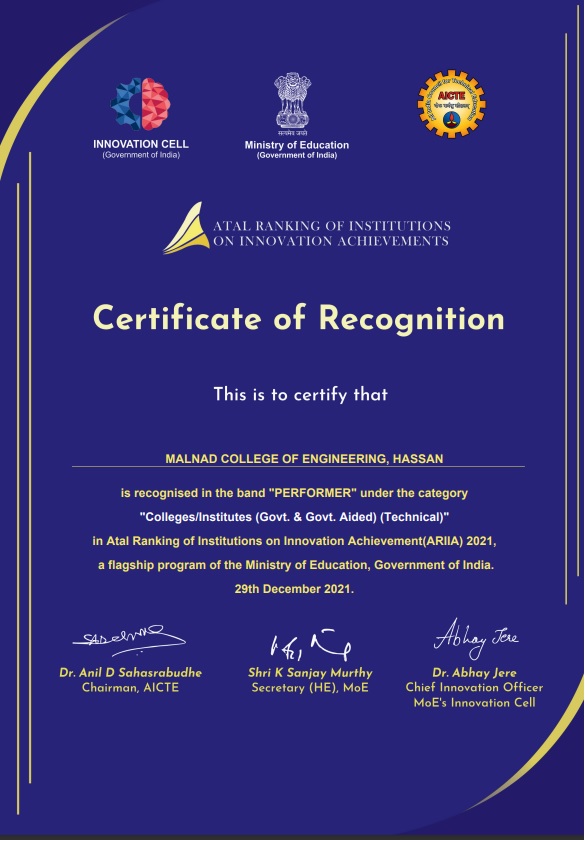 INNOVATION CELL
(Government of India)
सत्यमेव जयते
Ministry of Education
(Government of India)
AICTE
ATAL RANKING OF INSTITUTIONS
ON INNOVATION ACHIEVEMENTS
Certificate of Recognition
This is to certify that
MALNAD COLLEGE OF ENGINEERING, HASSAN
is recognised in the band "PERFORMER" under the category
"Colleges/Institutes (Govt. & Govt. Aided) (Technical)"
in Atal Ranking of Institutions on Innovation Achievement(ARIIA) 2021,
a flagship program of the Ministry of Education, Government of India.
29th December 2021.
Abhay Jere
Dr. Anil D Sahasrabudhe
Chairman, AICTE
Shri K Sanjay Murthy
Secretary (HE), MoE
Dr. Abhay Jere
Chief Innovation Officer
MoE's Innovation Cell